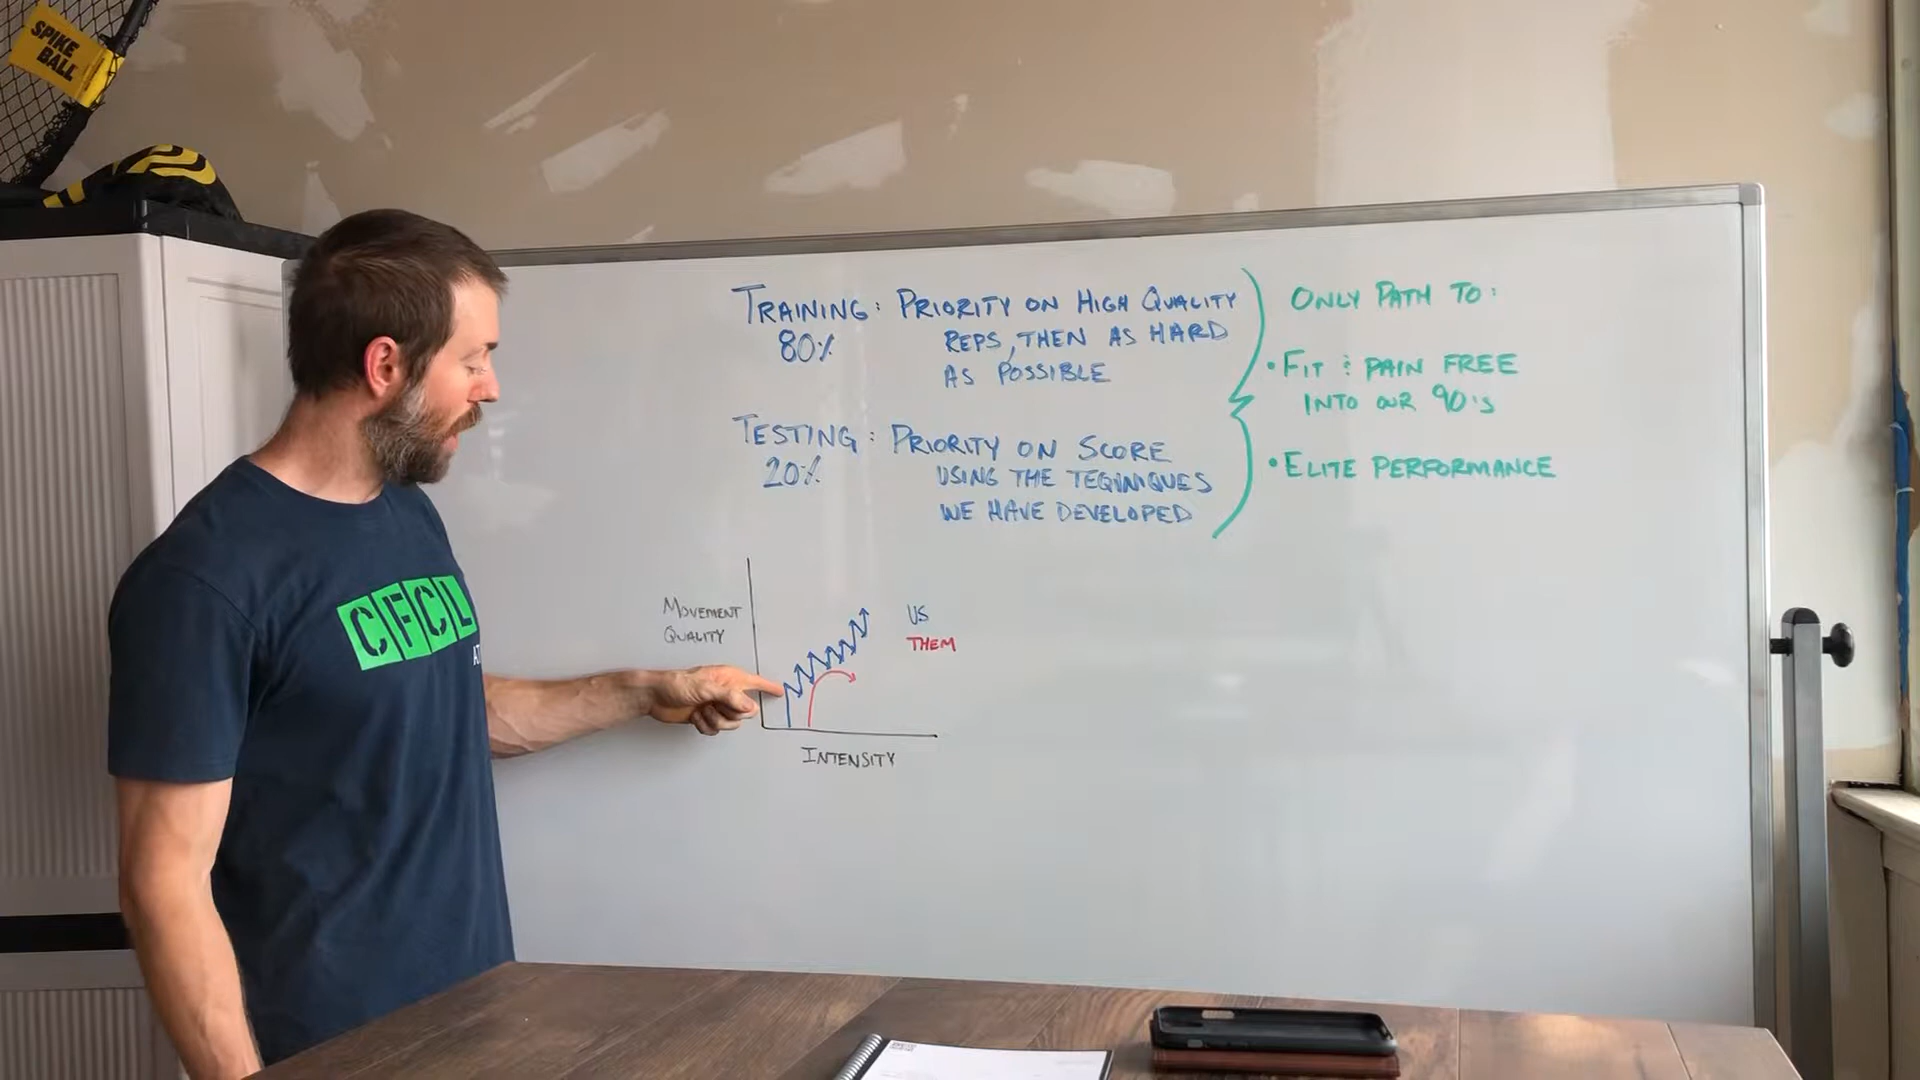 SPIKE
BALL
TRAINING: PRIORITY ON HIGH QUALITY
80% REPS, THEN AS HARD
AS POSSIBLE
TESTING: PRIORITY ON SCORE
20% USING THE TEQINIQUES
WE HAVE DEVELOPED
ONLY PATH TO:
• FIT & PAIN FREE
INTO OUR 90'S
• ELITE PERFORMANCE
MOVEMENT
QUALITY
US
THEM
INTENSITY
CFCL